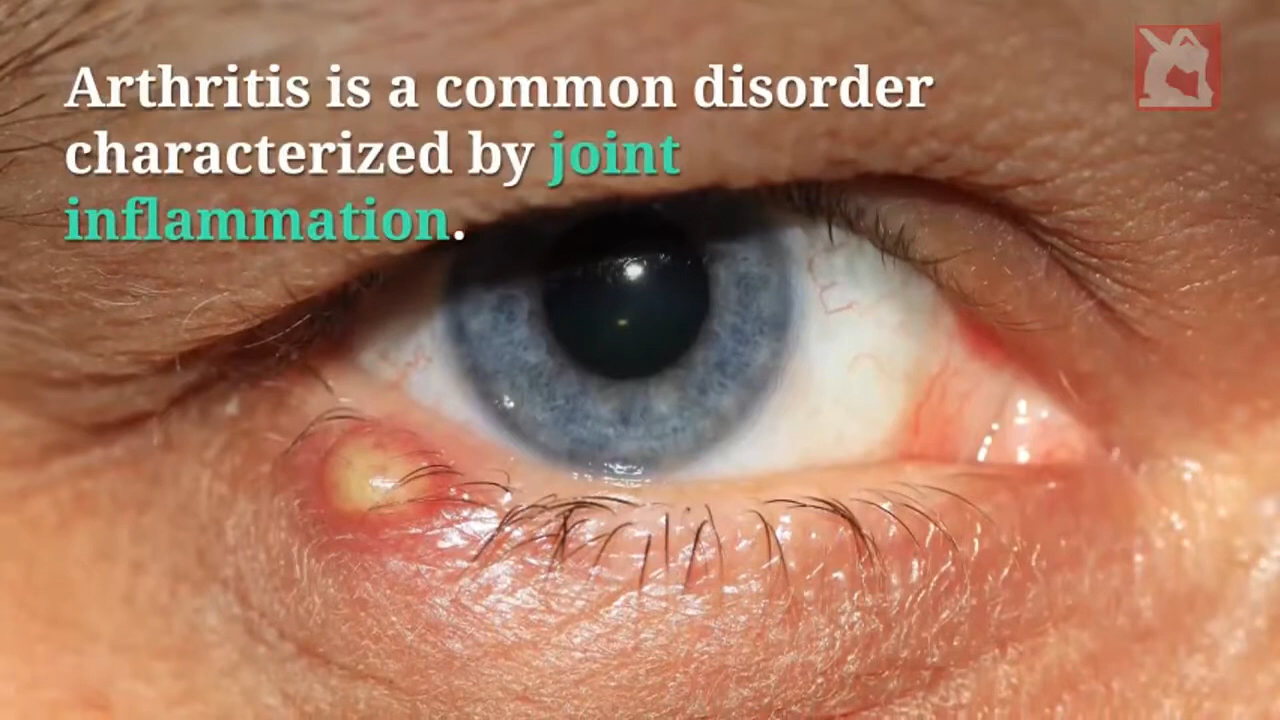 Arthritis is a common disorder
characterized by joint
inflammation.